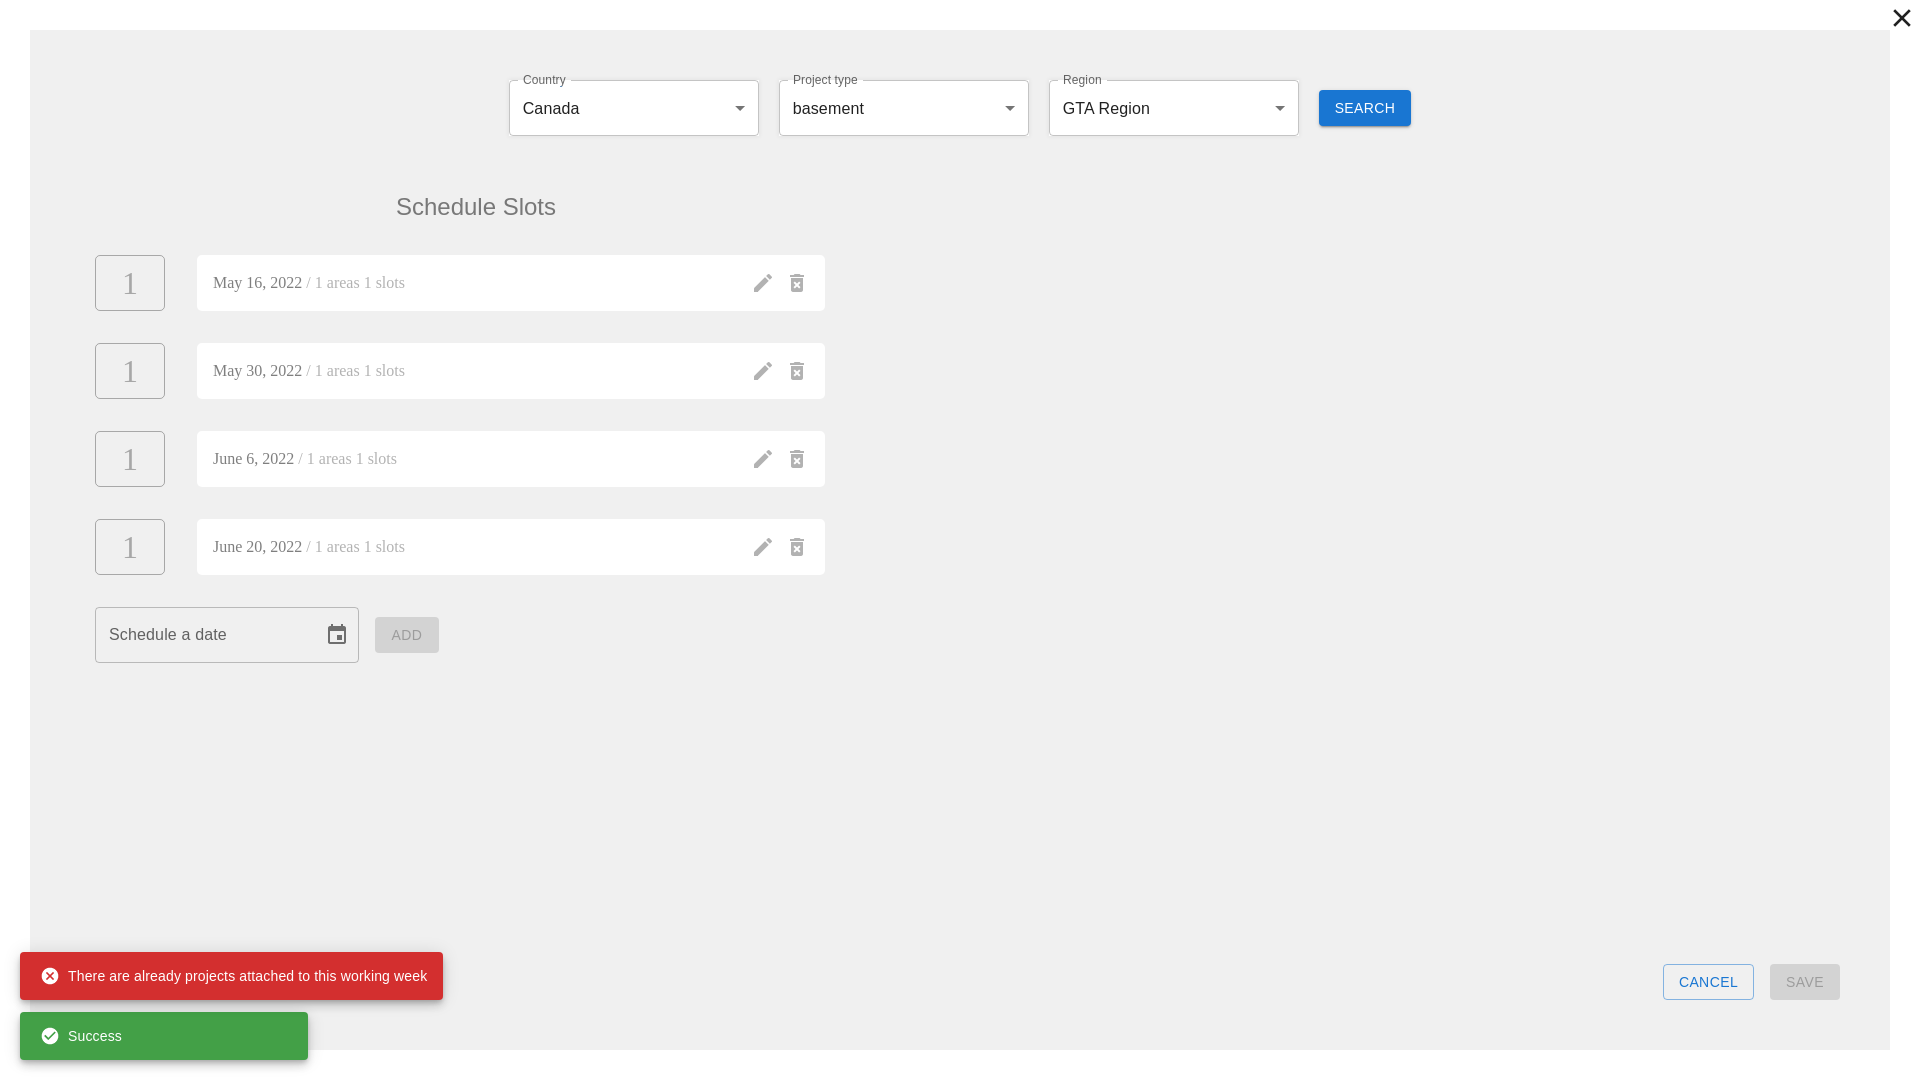 Country
Canada
Project type
basement
Region
GTA Region
SEARCH
Schedule Slots
1
May 16, 2022 / 1 areas 1 slots
1
May 30, 2022 / 1 areas 1 slots
1
June 6, 2022 / 1 areas 1 slots
1
June 20, 2022 / 1 areas 1 slots
Schedule a date
ADD
There are already projects attached to this working week
CANCEL
SAVE
Success